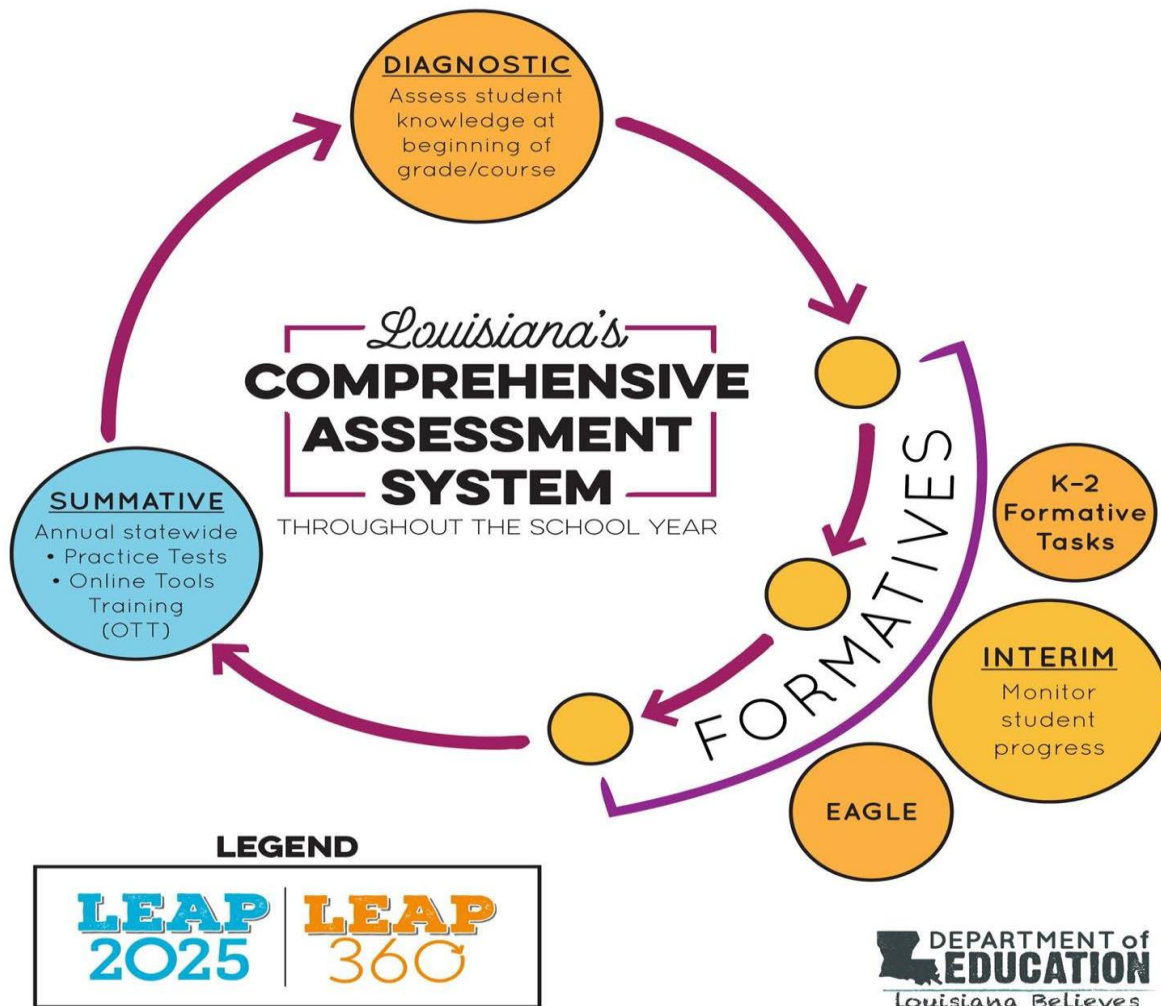 DIAGNOSTIC
Assess student
knowledge at
beginning of
grade/course
Louisiana's
COMPREHENSIVE
ASSESSMENT
SYSTEM
THROUGHOUT THE SCHOOL YEAR
SUMMATIVE
Annual statewide
• Practice Tests
• Online Tools
Training
(OTT)
FORMATIVES
K–2
Formative
Tasks
INTERIM
Monitor
student
progress
EAGLE
LEGEND
LEAP
2025
LEAP
360
DEPARTMENT of
EDUCATION
Louisiana Believes